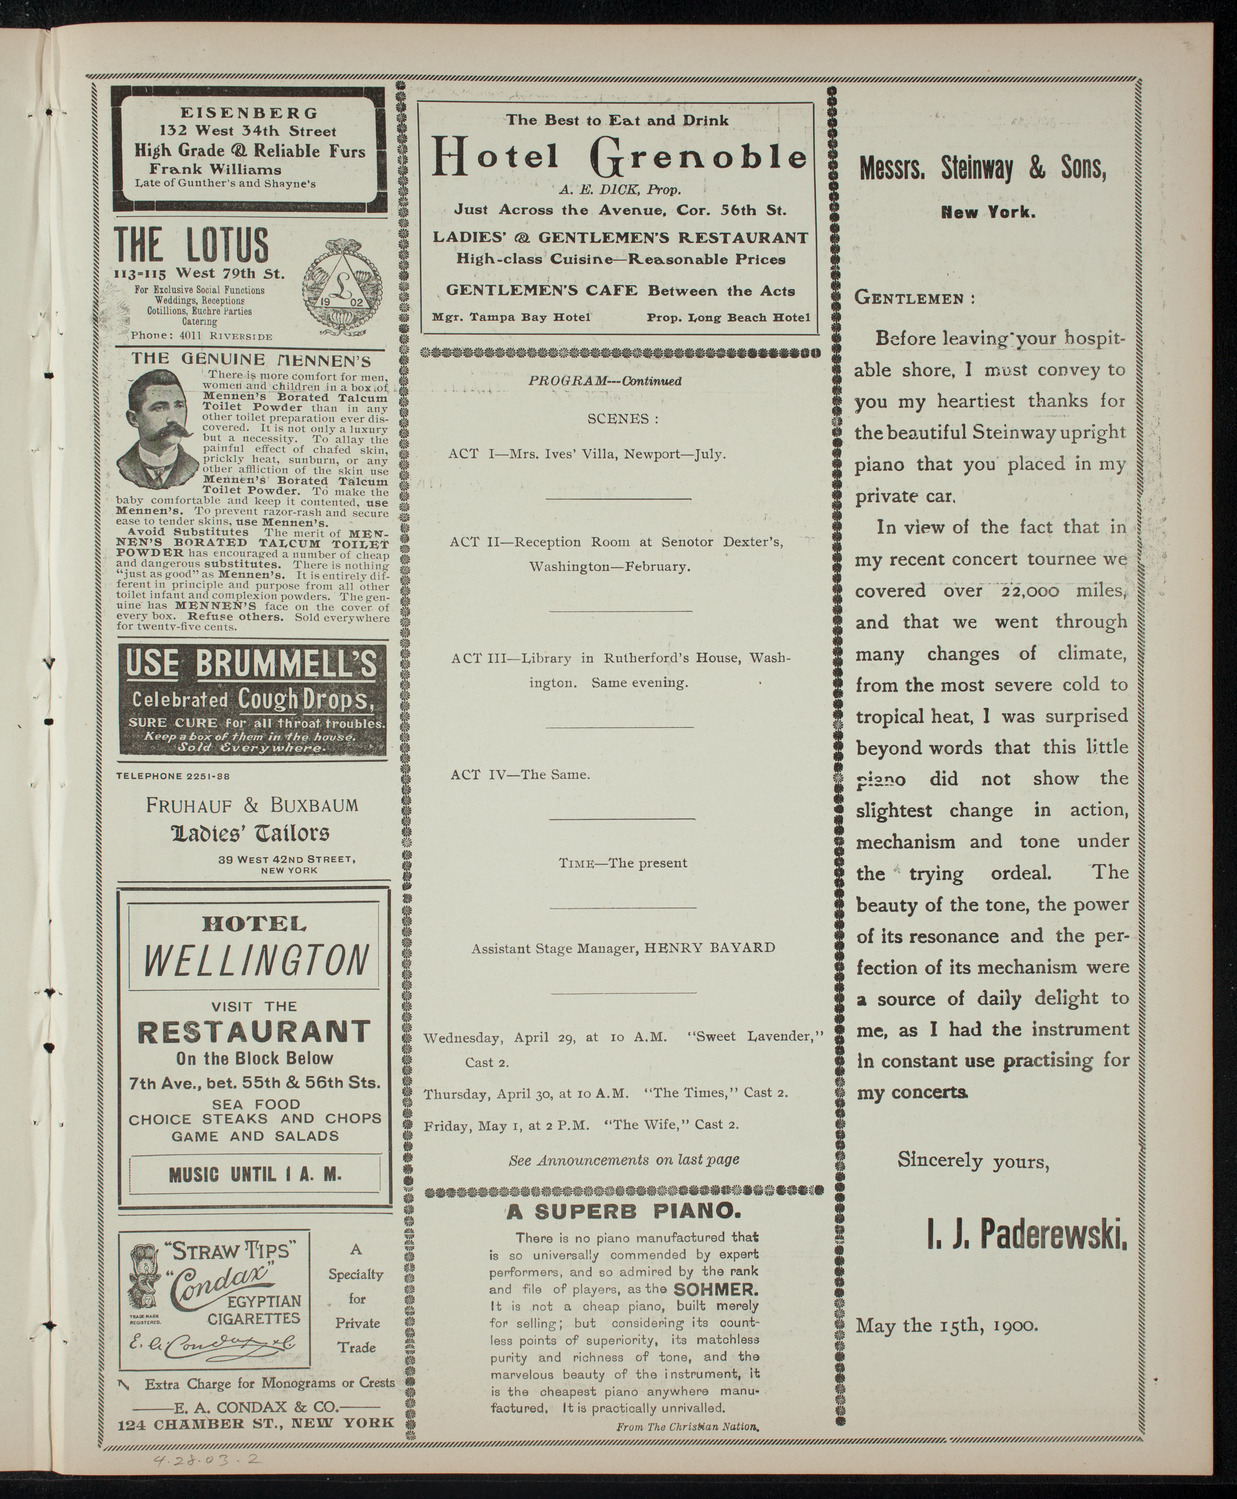 EISENBERG
132 West 34th Street
High Grade & Reliable Furs
Frank Williams
Late of Gunther's and Shayne's
THE LOTUS
113-115 West 79th St.
For Exclusive Social Functions
Weddings, Receptions
Cotillions, Euchre Parties
Catering
Phone: 4011 RIVERSIDE
L
19 02
THE GENUINE MENNEN'S
There is more comfort for men,
women and children in a box of
Mennen's Borated Talcum
Toilet Powder than in any
other toilet preparation ever dis-
covered. It is not only a luxury
but a necessity. To allay the
painful effect of chafed skin,
prickly heat, sunburn, or any
other affliction of the skin use
Mennen's Borated Talcum
Toilet Powder. To make the
baby comfortable and keep it contented, use
Mennen's. To prevent razor-rash and secure
ease to tender skins, use Mennen's.
Avoid Substitutes The merit of MEN-
NEN'S BORATED TALCUM TOILET
POWDER has encouraged a number of cheap
and dangerous substitutes. There is nothing
"just as good" as Mennen's. It is entirely dif-
ferent in principle and purpose from all other
toilet infant and complexion powders. The gen-
uine has MENNEN'S face on the cover of
every box. Refuse others. Sold everywhere
for twenty-five cents.
USE BRUMMELL'S
Celebrated Cough Drops,
SURE CURE for all throat troubles.
Keep a box of them in the house.
Sold Everywhere.
TELEPHONE 2251-38
FRUHAUF & BUXBAUM
Ladies' Tailors
39 WEST 42ND STREET,
NEW YORK
HOTEL
WELLINGTON
VISIT THE
RESTAURANT
On the Block Below
7th Ave., bet. 55th & 56th Sts.
SEA FOOD
CHOICE STEAKS AND CHOPS
GAME AND SALADS
MUSIC UNTIL 1 A. M.
"STRAW TIPS"
"Condax"
EGYPTIAN
CIGARETTES
TRADE MARK
REGISTERED.
E. A. Condax & Co
A
Specialty
for
Private
Trade
Extra Charge for Monograms or Crests
E. A. CONDAX & CO.
124 CHAMBER ST., NEW YORK
The Best to Eat and Drink
Hotel Grenoble
A. E. DICK, Prop.
Just Across the Avenue, Cor. 56th St.
LADIES' & GENTLEMEN'S RESTAURANT
High-class Cuisine—Reasonable Prices
GENTLEMEN'S CAFE Between the Acts
Mgr. Tampa Bay Hotel Prop. Long Beach Hotel
PROGRAM---Continued
SCENES :
ACT I—Mrs. Ives' Villa, Newport—July.
ACT II—Reception Room at Senotor Dexter's,
Washington—February.
ACT III—Library in Rutherford's House, Wash-
ington. Same evening.
ACT IV—The Same.
TIME—The present
Assistant Stage Manager, HENRY BAYARD
Wednesday, April 29, at 10 A.M. "Sweet Lavender,"
Cast 2.
Thursday, April 30, at 10 A.M. "The Times," Cast 2.
Friday, May 1, at 2 P.M. "The Wife," Cast 2.
See Announcements on last page
A SUPERB PIANO.
There is no piano manufactured that
is so universally commended by expert
performers, and so admired by the rank
and file of players, as the SOHMER.
It is not a cheap piano, built merely
for selling; but considering its count-
less points of superiority, its matchless
purity and richness of tone, and the
marvelous beauty of the instrument, it
is the cheapest piano anywhere manu-
factured. It is practically unrivalled.
From The Christian Nation.
Messrs. Steinway & Sons,
New York.
GENTLEMEN :
Before leaving your hospit-
able shore, I must convey to
you my heartiest thanks for
the beautiful Steinway upright
piano that you placed in my
private car.
In view of the fact that in
my recent concert tournee we
covered over 22,000 miles,
and that we went through
many changes of climate,
from the most severe cold to
tropical heat, I was surprised
beyond words that this little
piano did not show the
slightest change in action,
mechanism and tone under
the trying ordeal. The
beauty of the tone, the power
of its resonance and the per-
fection of its mechanism were
a source of daily delight to
me, as I had the instrument
in constant use practising for
my concerts.
Sincerely yours,
I. J. Paderewski.
May the 15th, 1900.
4.28.03.2